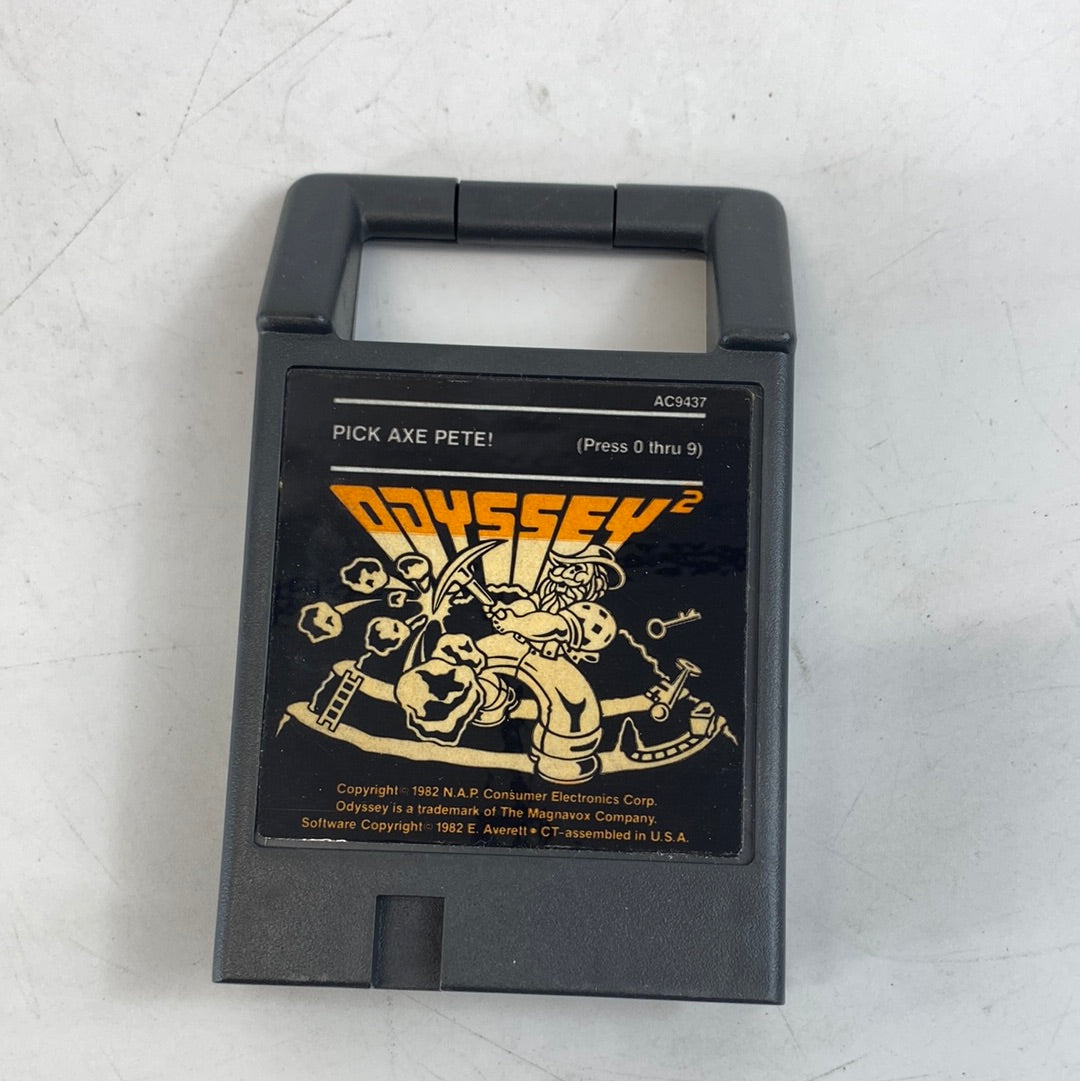 AC9437
PICK AXE PETE! (Press 0 thru 9)
ODYSSEY²
Copyright © 1982 N.A.P. Consumer Electronics Corp.
Odyssey is a trademark of The Magnavox Company.
Software Copyright © 1982 E. Averett • CT-assembled in U.S.A.